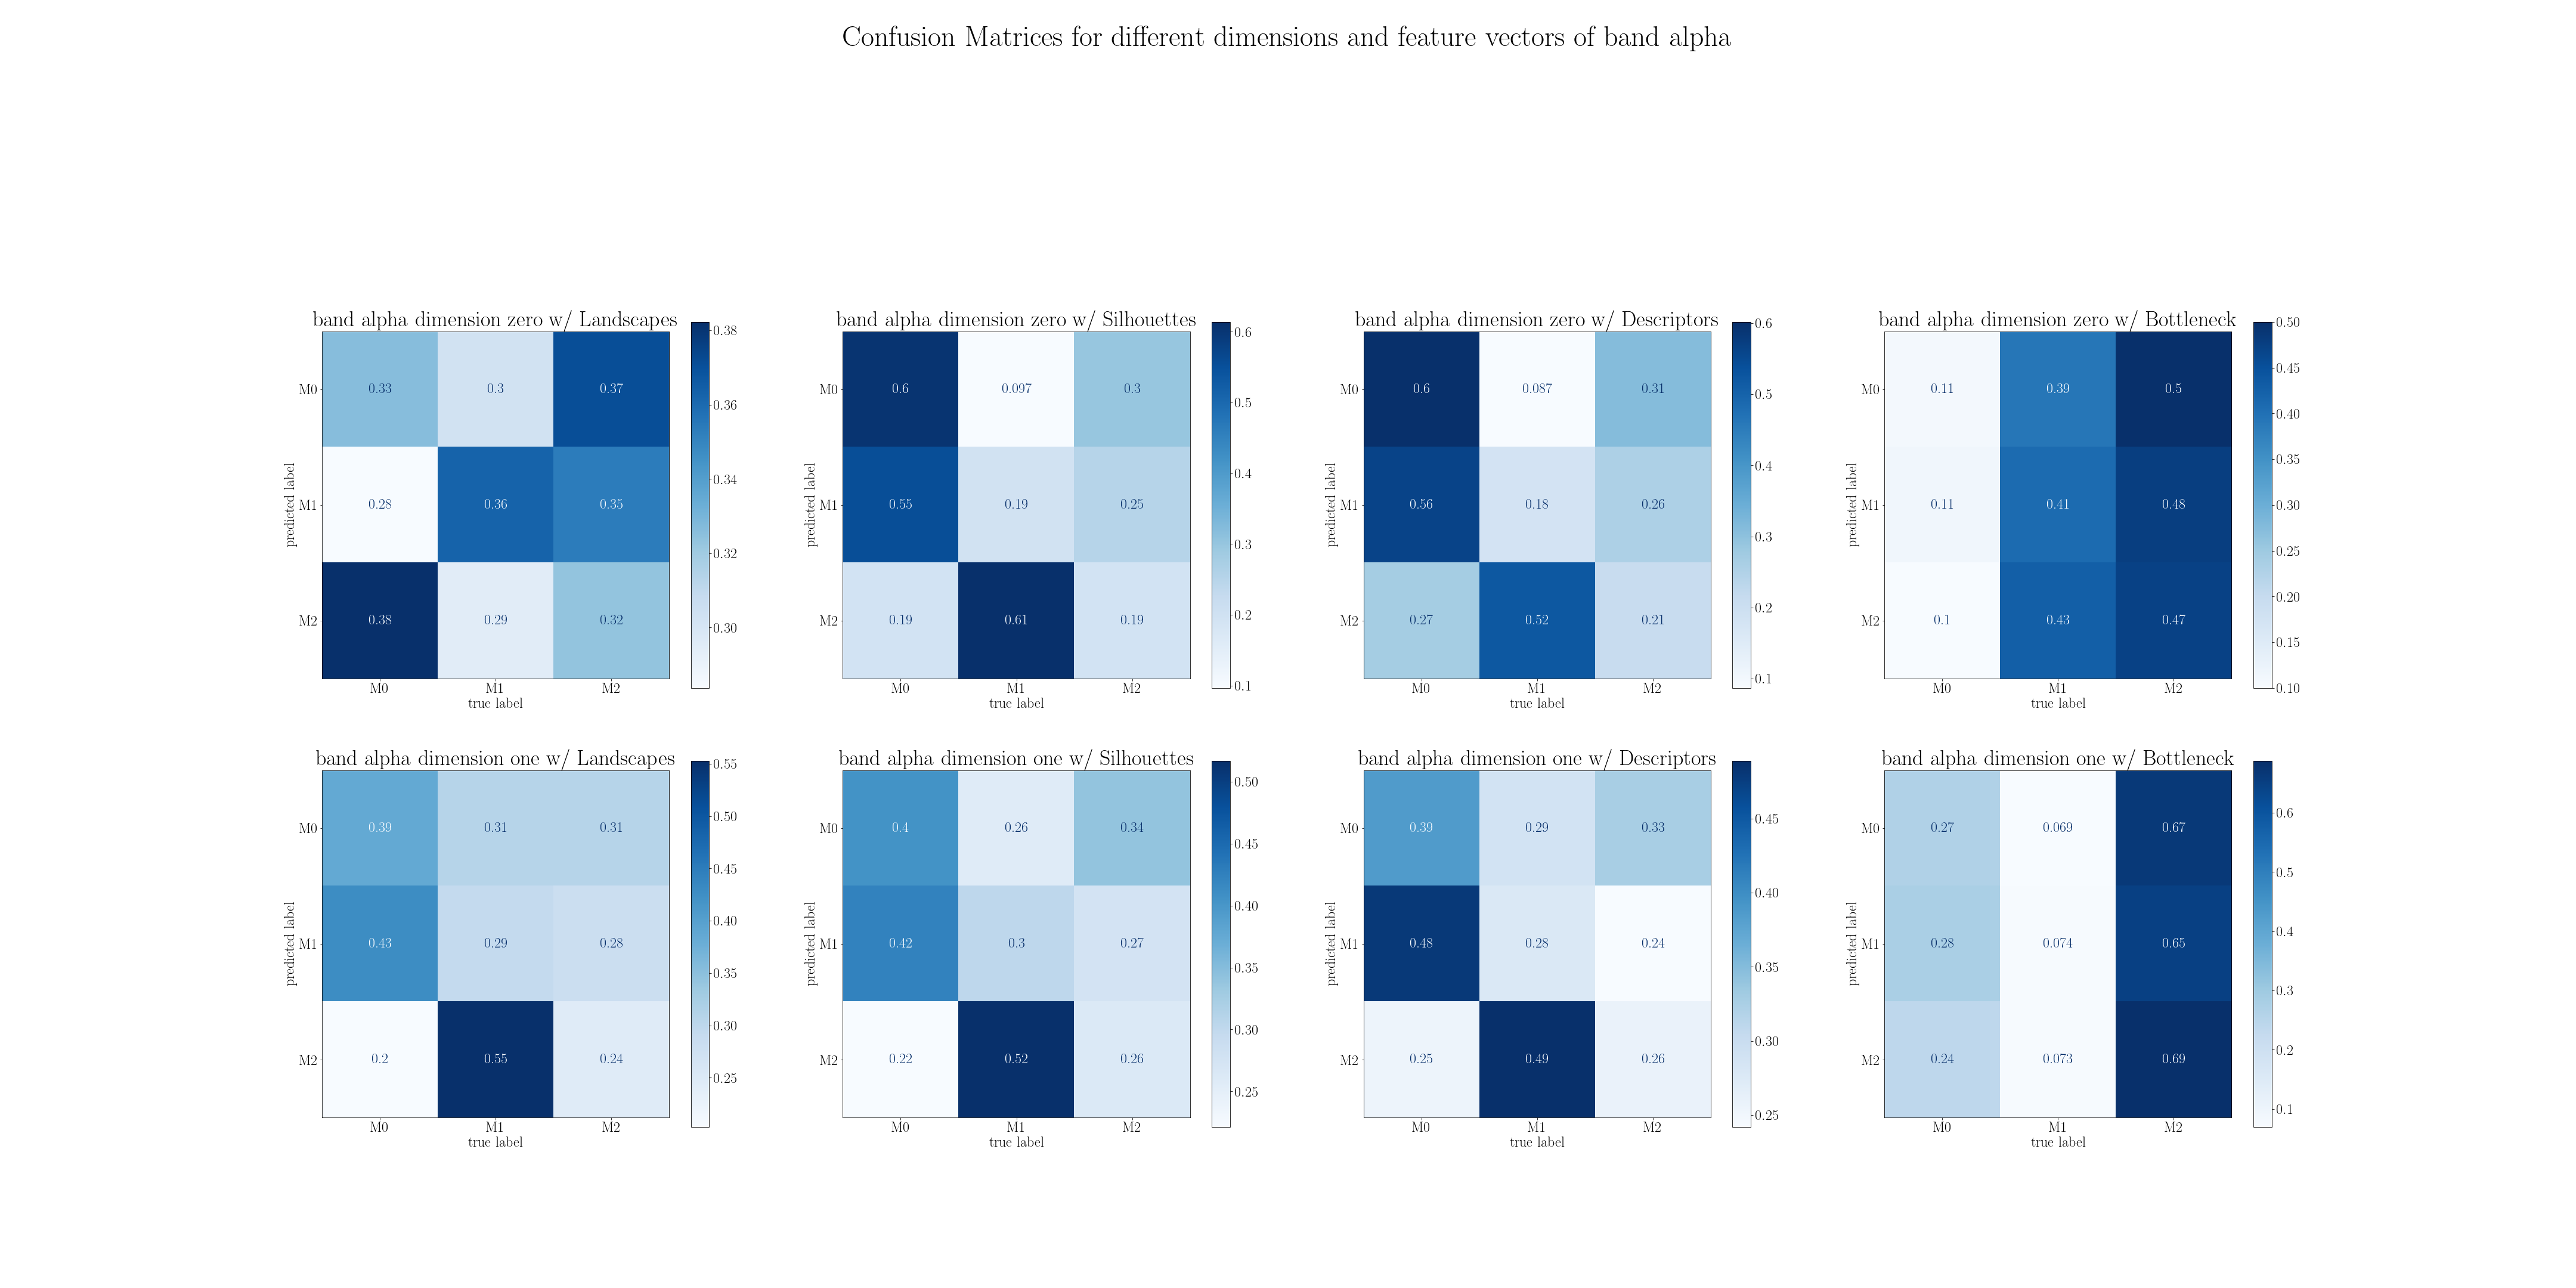 Confusion Matrices for different dimensions and feature vectors of band alpha
band alpha dimension zero w/ Landscapes
predicted label
M0 0.33 0.3 0.37
M1 0.28 0.36 0.35
M2 0.38 0.29 0.32
M0 M1 M2
true label
0.38
0.36
0.34
0.32
0.30
band alpha dimension zero w/ Silhouettes
predicted label
M0 0.6 0.097 0.3
M1 0.55 0.19 0.25
M2 0.19 0.61 0.19
M0 M1 M2
true label
0.6
0.5
0.4
0.3
0.2
0.1
band alpha dimension zero w/ Descriptors
predicted label
M0 0.6 0.087 0.31
M1 0.56 0.18 0.26
M2 0.27 0.52 0.21
M0 M1 M2
true label
0.6
0.5
0.4
0.3
0.2
0.1
band alpha dimension zero w/ Bottleneck
predicted label
M0 0.11 0.39 0.5
M1 0.11 0.41 0.48
M2 0.1 0.43 0.47
M0 M1 M2
true label
0.50
0.45
0.40
0.35
0.30
0.25
0.20
0.15
0.10
band alpha dimension one w/ Landscapes
predicted label
M0 0.39 0.31 0.31
M1 0.43 0.29 0.28
M2 0.2 0.55 0.24
M0 M1 M2
true label
0.55
0.50
0.45
0.40
0.35
0.30
0.25
band alpha dimension one w/ Silhouettes
predicted label
M0 0.4 0.26 0.34
M1 0.42 0.3 0.27
M2 0.22 0.52 0.26
M0 M1 M2
true label
0.50
0.45
0.40
0.35
0.30
0.25
band alpha dimension one w/ Descriptors
predicted label
M0 0.39 0.29 0.33
M1 0.48 0.28 0.24
M2 0.25 0.49 0.26
M0 M1 M2
true label
0.45
0.40
0.35
0.30
0.25
band alpha dimension one w/ Bottleneck
predicted label
M0 0.27 0.069 0.67
M1 0.28 0.074 0.65
M2 0.24 0.073 0.69
M0 M1 M2
true label
0.6
0.5
0.4
0.3
0.2
0.1